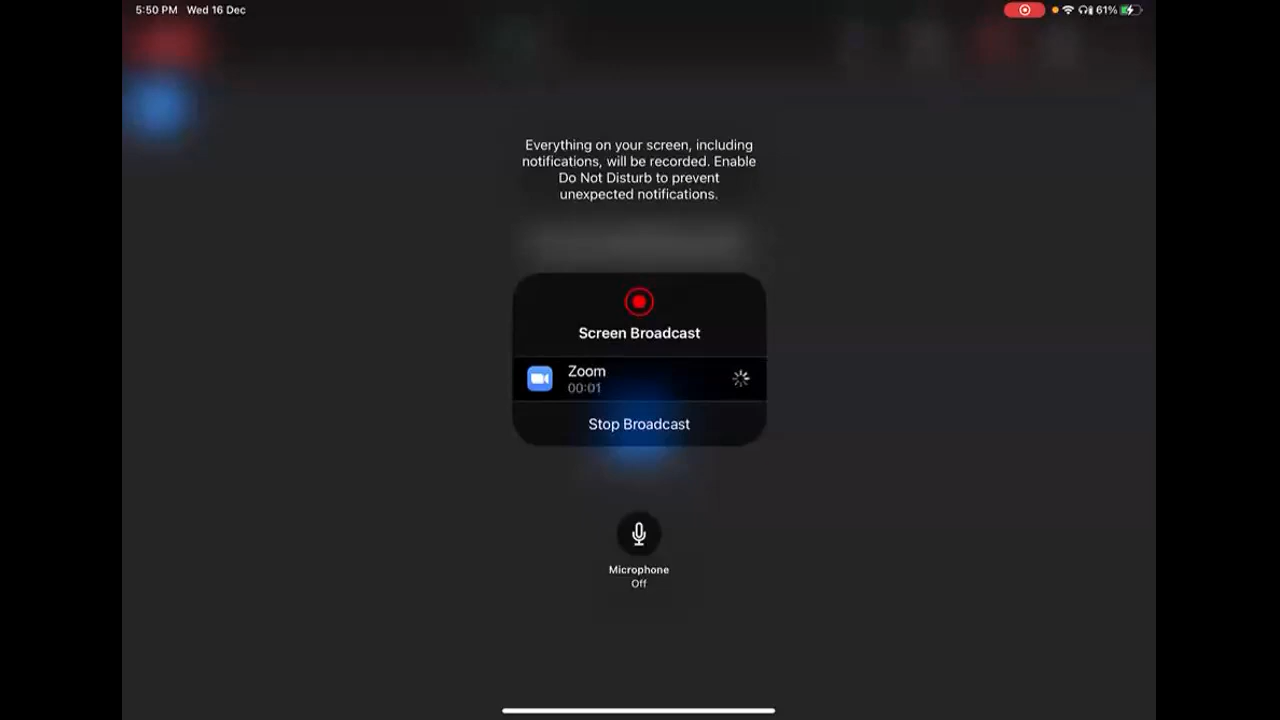 5:50 PM Wed 16 Dec
61%
Everything on your screen, including
notifications, will be recorded. Enable
Do Not Disturb to prevent
unexpected notifications.
Screen Broadcast
Zoom
00:01
Stop Broadcast
Microphone
Off